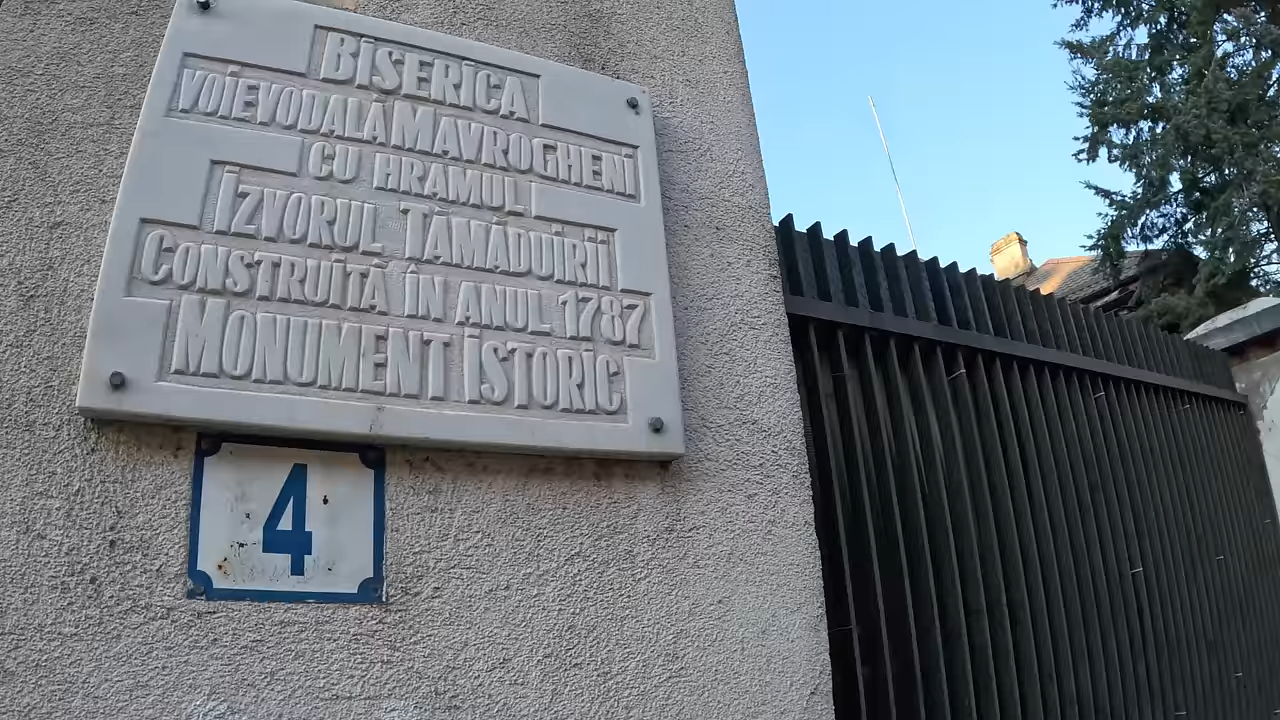 BISERICA
VOIEVODALĂ MAVROGHENI
CU HRAMUL
IZVORUL TĂMĂDUIRII
CONSTRUITĂ ÎN ANUL 1787
MONUMENT ISTORIC
4